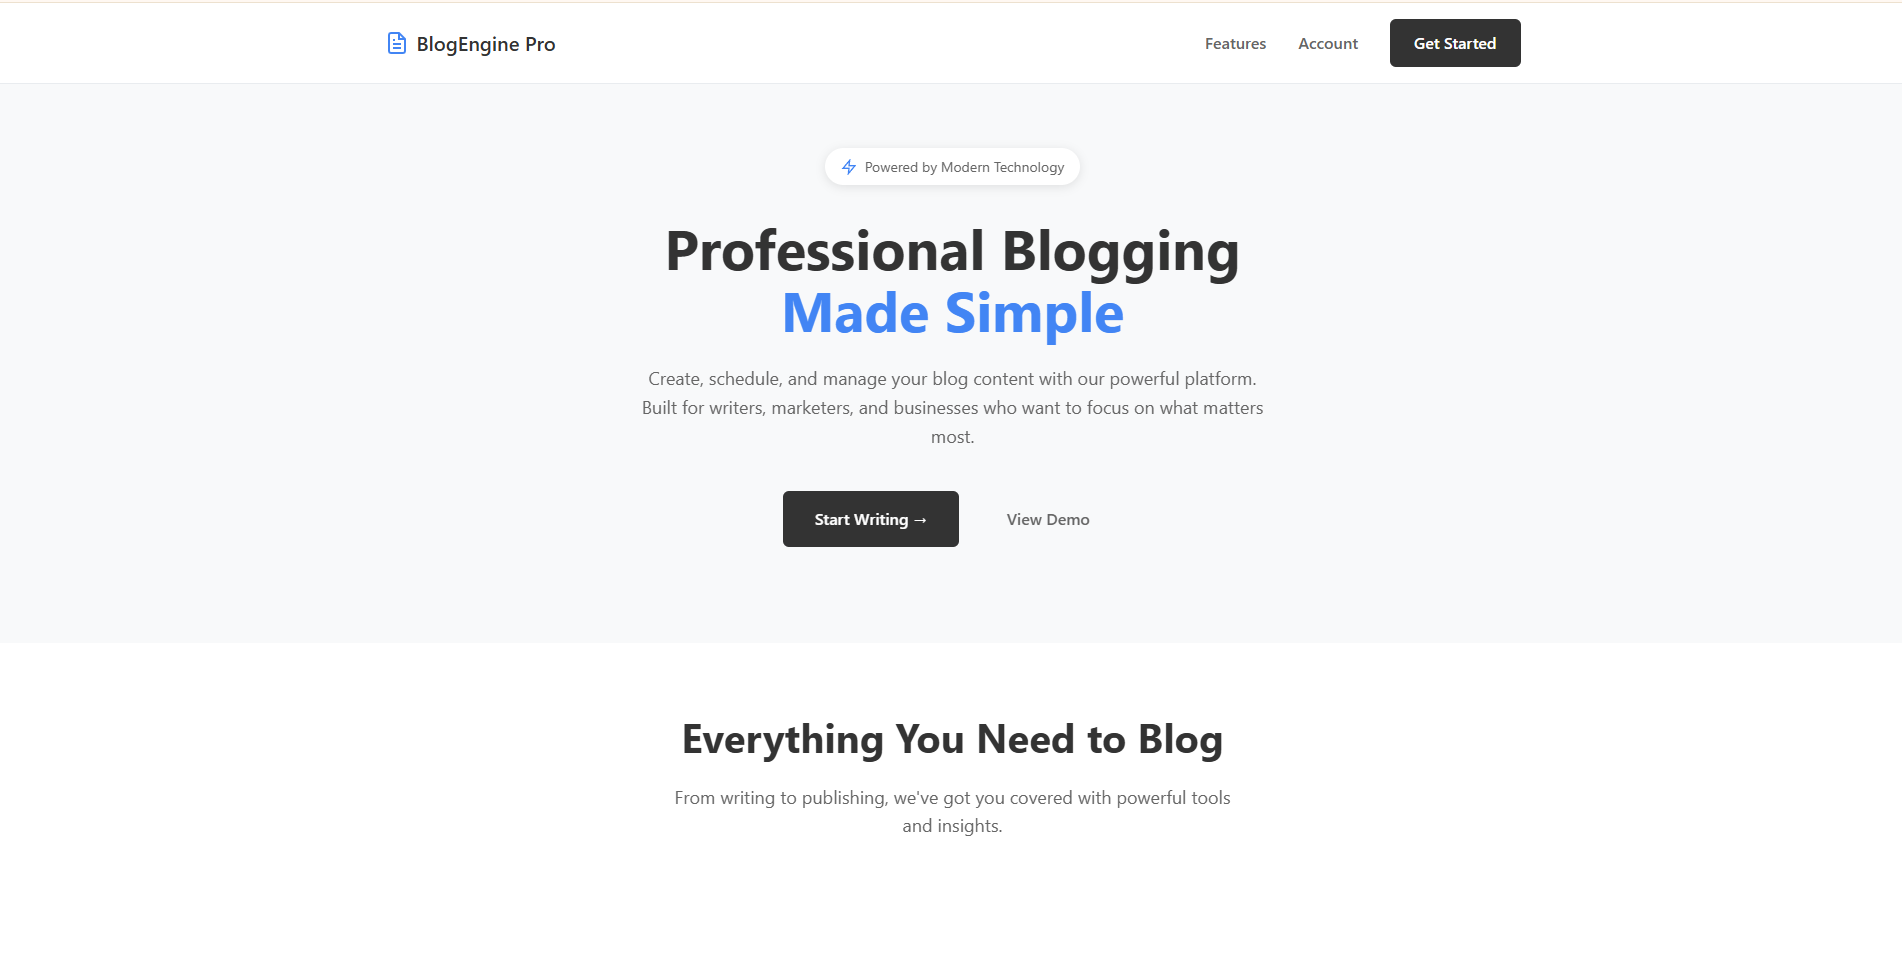 BlogEngine Pro
Features
Account
Get Started
Powered by Modern Technology
Professional Blogging
Made Simple
Create, schedule, and manage your blog content with our powerful platform.
Built for writers, marketers, and businesses who want to focus on what matters
most.
Start Writing →
View Demo
Everything You Need to Blog
From writing to publishing, we've got you covered with powerful tools
and insights.